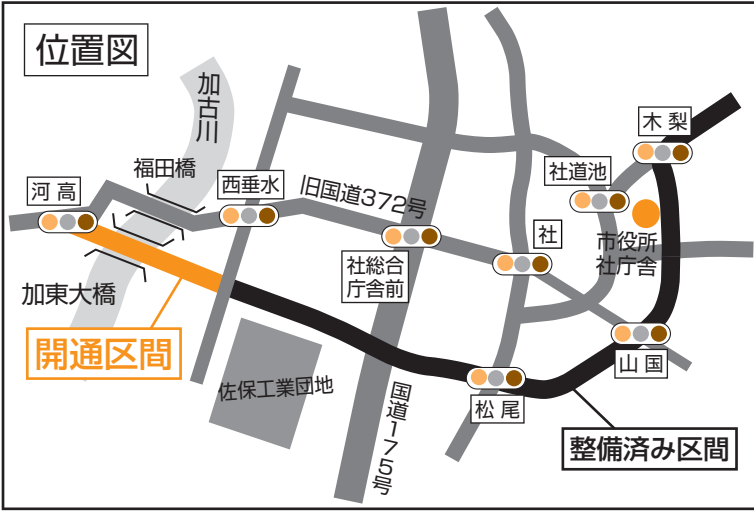 位置図
加古川
木梨
福田橋
社道池
河高
西垂水
旧国道372号
市役所
社庁舎
社
社総合
庁舎前
加東大橋
開通区間
山国
佐保工業団地
国道175号
松尾
整備済み区間